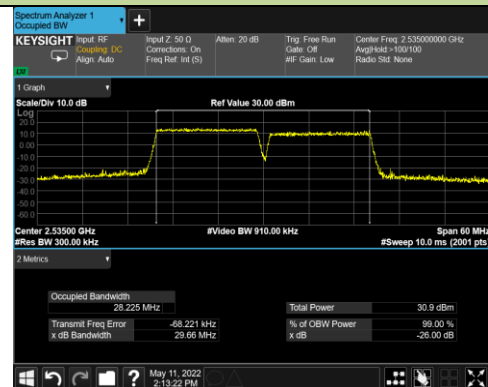 Spectrum Analyzer 1
Occupied BW
KEYSIGHT
Input: RF
Coupling: DC
Align: Auto
Input Z: 50 Ω
Corrections: On
Freq Ref: Int (S)
Atten: 20 dB
Trig: Free Run
Gate: Off
#IF Gain: Low
Center Freq: 2.535000000 GHz
Avg|Hold:>100/100
Radio Std: None
1 Graph
Scale/Div 10.0 dB
Ref Value 30.00 dBm
Log
20.0
10.0
0.00
-10.0
-20.0
-30.0
-40.0
-50.0
-60.0
Center 2.53500 GHz
#Video BW 910.00 kHz
Span 60 MHz
#Res BW 300.00 kHz
#Sweep 10.0 ms (2001 pts)
2 Metrics
Occupied Bandwidth
28.225 MHz
Total Power
30.9 dBm
Transmit Freq Error
-68.221 kHz
% of OBW Power
99.00 %
x dB Bandwidth
29.66 MHz
x dB
-26.00 dB
?
May 11, 2022
2:13:22 PM